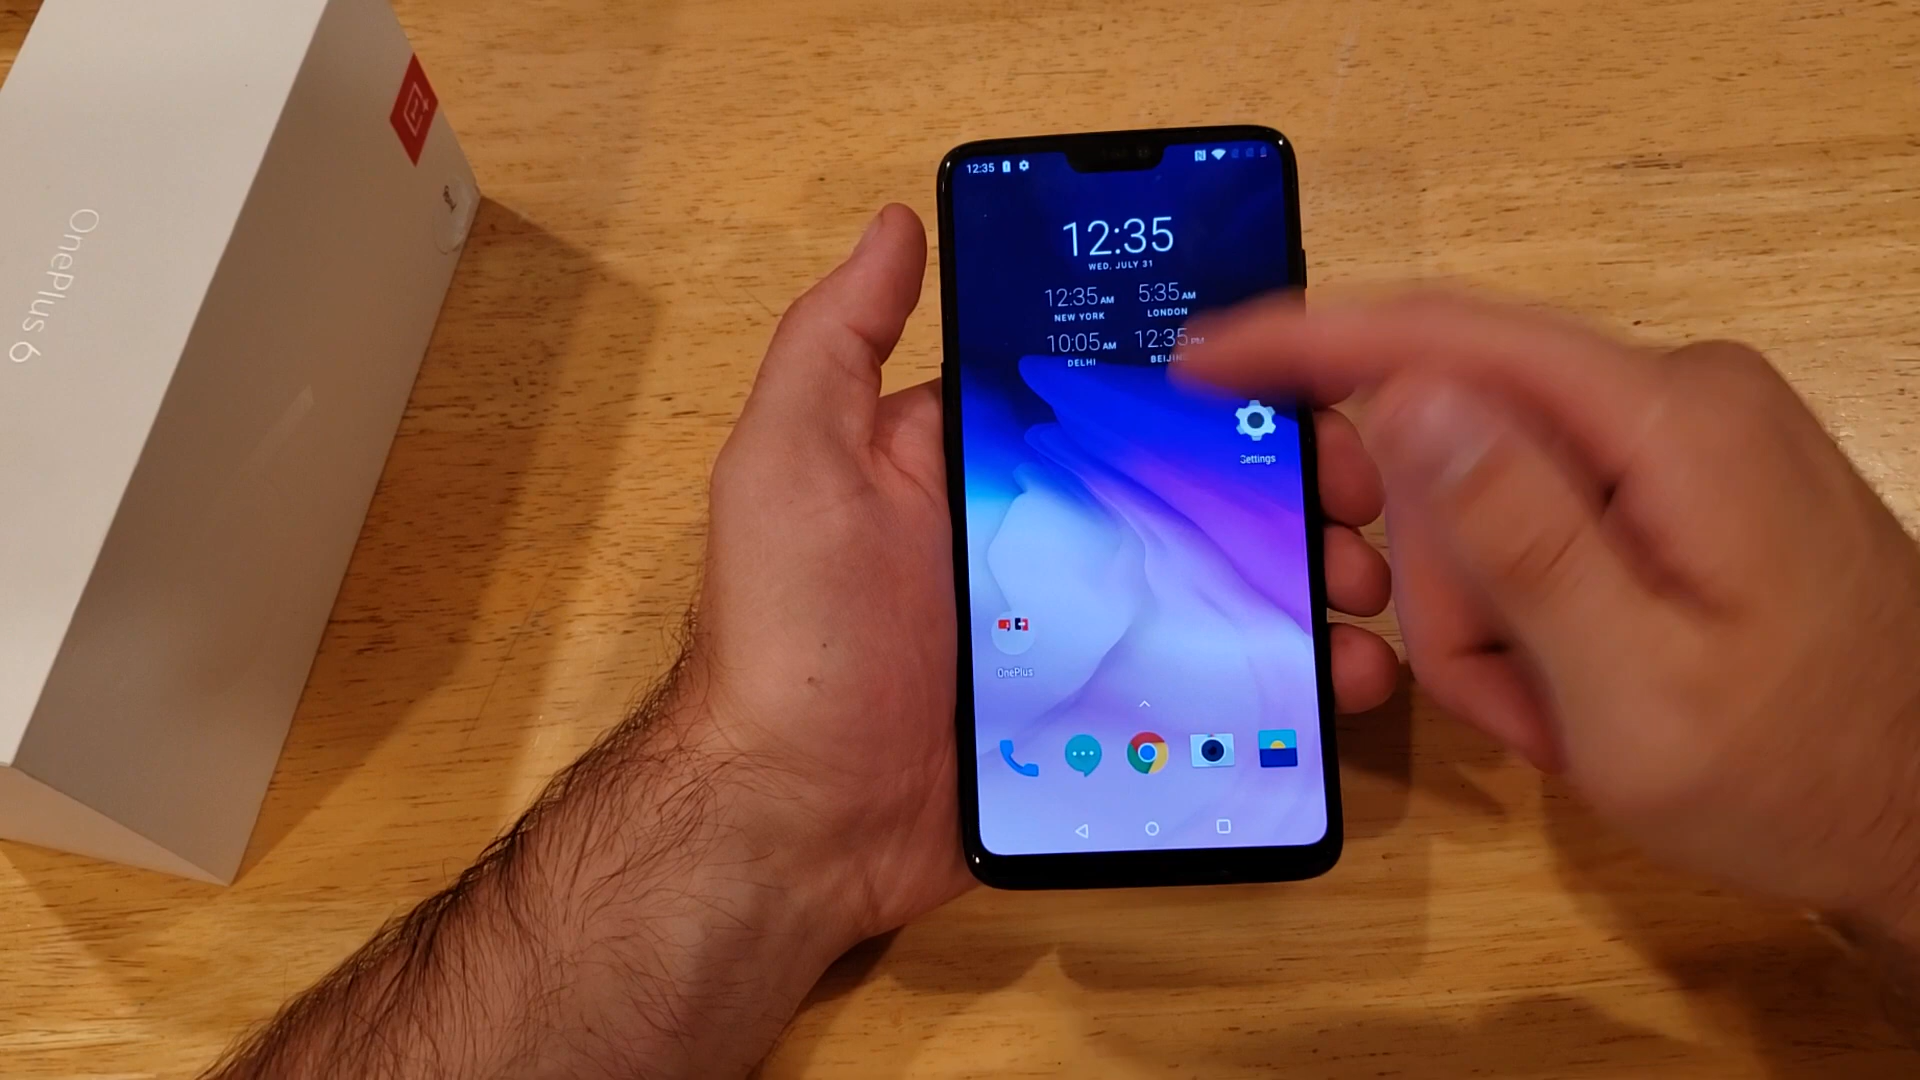 OnePlus 6
12:35
12:35
WED, JULY 31
12:35 AM 5:35 AM
NEW YORK LONDON
10:05 AM 12:35 PM
DELHI
Settings
OnePlus